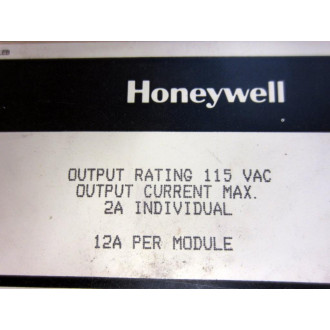 Honeywell
OUTPUT RATING 115 VAC
OUTPUT CURRENT MAX.
2A INDIVIDUAL
12A PER MODULE